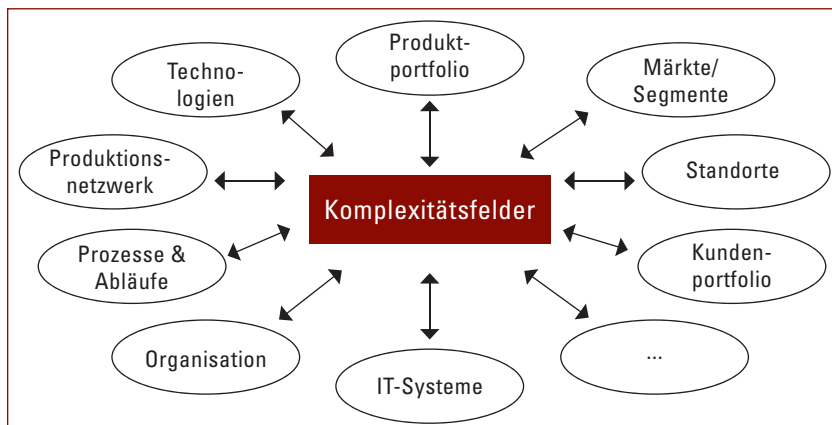 Produkt-
portfolio
Techno-
logien
Märkte/
Segmente
Produktions-
netzwerk
Standorte
Komplexitätsfelder
Prozesse &
Abläufe
Kunden-
portfolio
Organisation
IT-Systeme
...